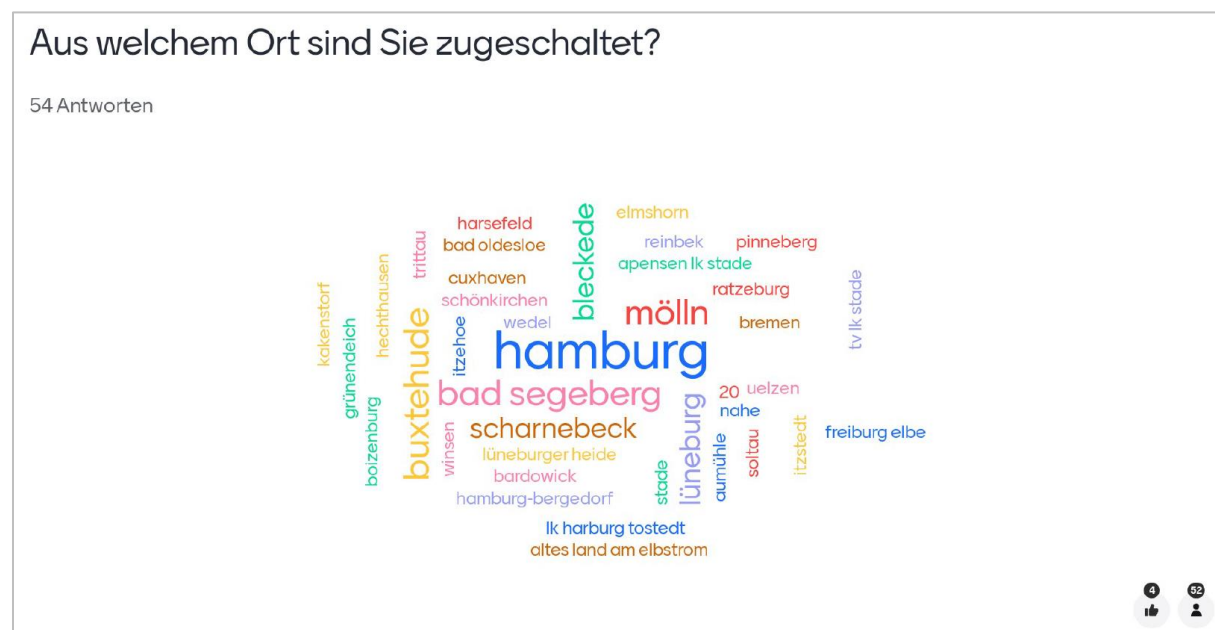 Aus welchem Ort sind Sie zugeschaltet?
54 Antworten
harsefeld
bad oldesloe
trittau
cuxhaven
schönkirchen
wedel
itzehoe
hechthausen
kakenstorf
grünendeich
boizenburg
buxtehude
bleckede
elmshorn
reinbek
pinneberg
apensen lk stade
ratzeburg
mölln
bremen
tv lk stade
hamburg
bad segeberg
scharnebeck
winsen
lüneburger heide
bardowick
hamburg-bergedorf
stade
lüneburg
20
uelzen
nahe
aumühle
soltau
itzstedt
freiburg elbe
lk harburg tostedt
altes land am elbstrom
4
52